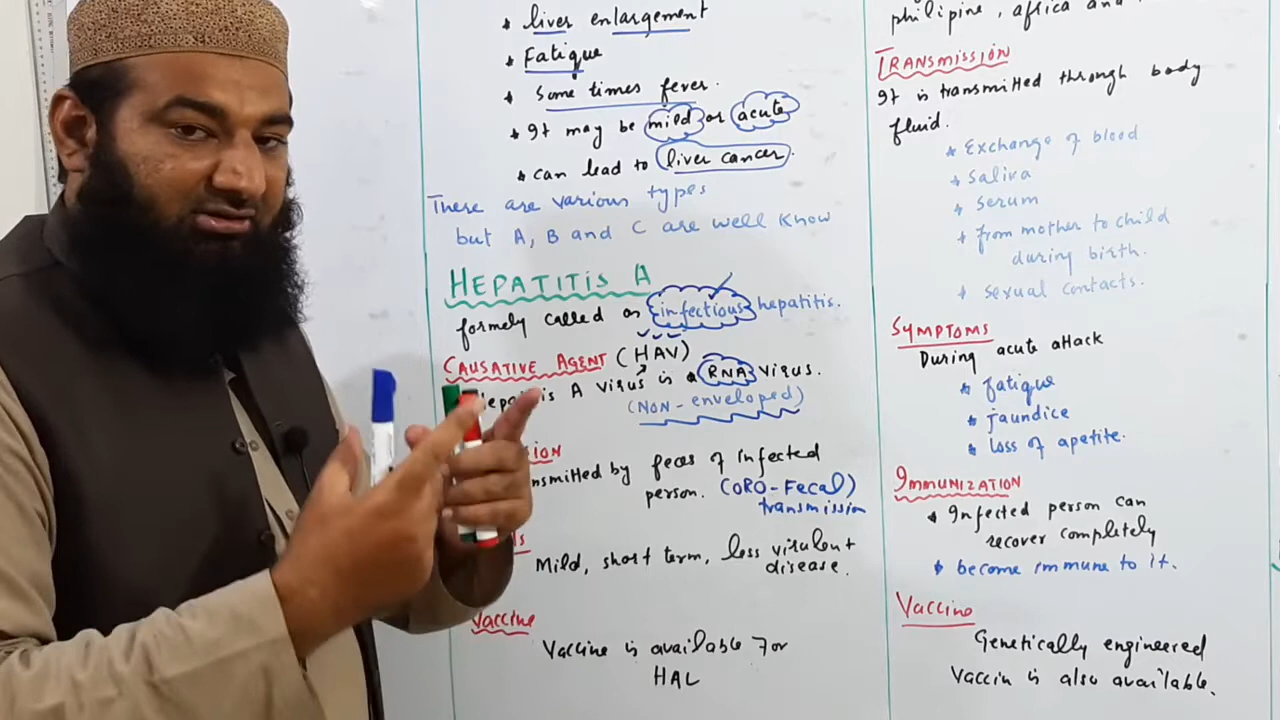 * liver enlargement
* Fatigue
* Some times fever.
* It may be mild or acute
* can lead to liver cancer.
There are various types
but A, B and C are well know
HEPATITIS A
formely called as infectious hepatitis.
CAUSATIVE AGENT (HAV)
A virus is a RNA virus.
(NON-enveloped)
by feces of infected
person. (ORO-Fecal)
transmission
Mild, short term, less virulent
disease.
Vaccine
Vaccine is available For
HAL
philipine, africa and
TRANSMISSION
It is transmitted through body
fluid.
* Exchange of blood
* Saliva
* Serum
* from mother to child
during birth.
* sexual contacts.
SYMPTOMS
During acute attack
* fatigue
* jaundice
* loss of apetite.
IMMUNIZATION
* Infected person can
recover completely
* become immune to it.
Vaccine
Genetically engineered
Vaccin is also available.